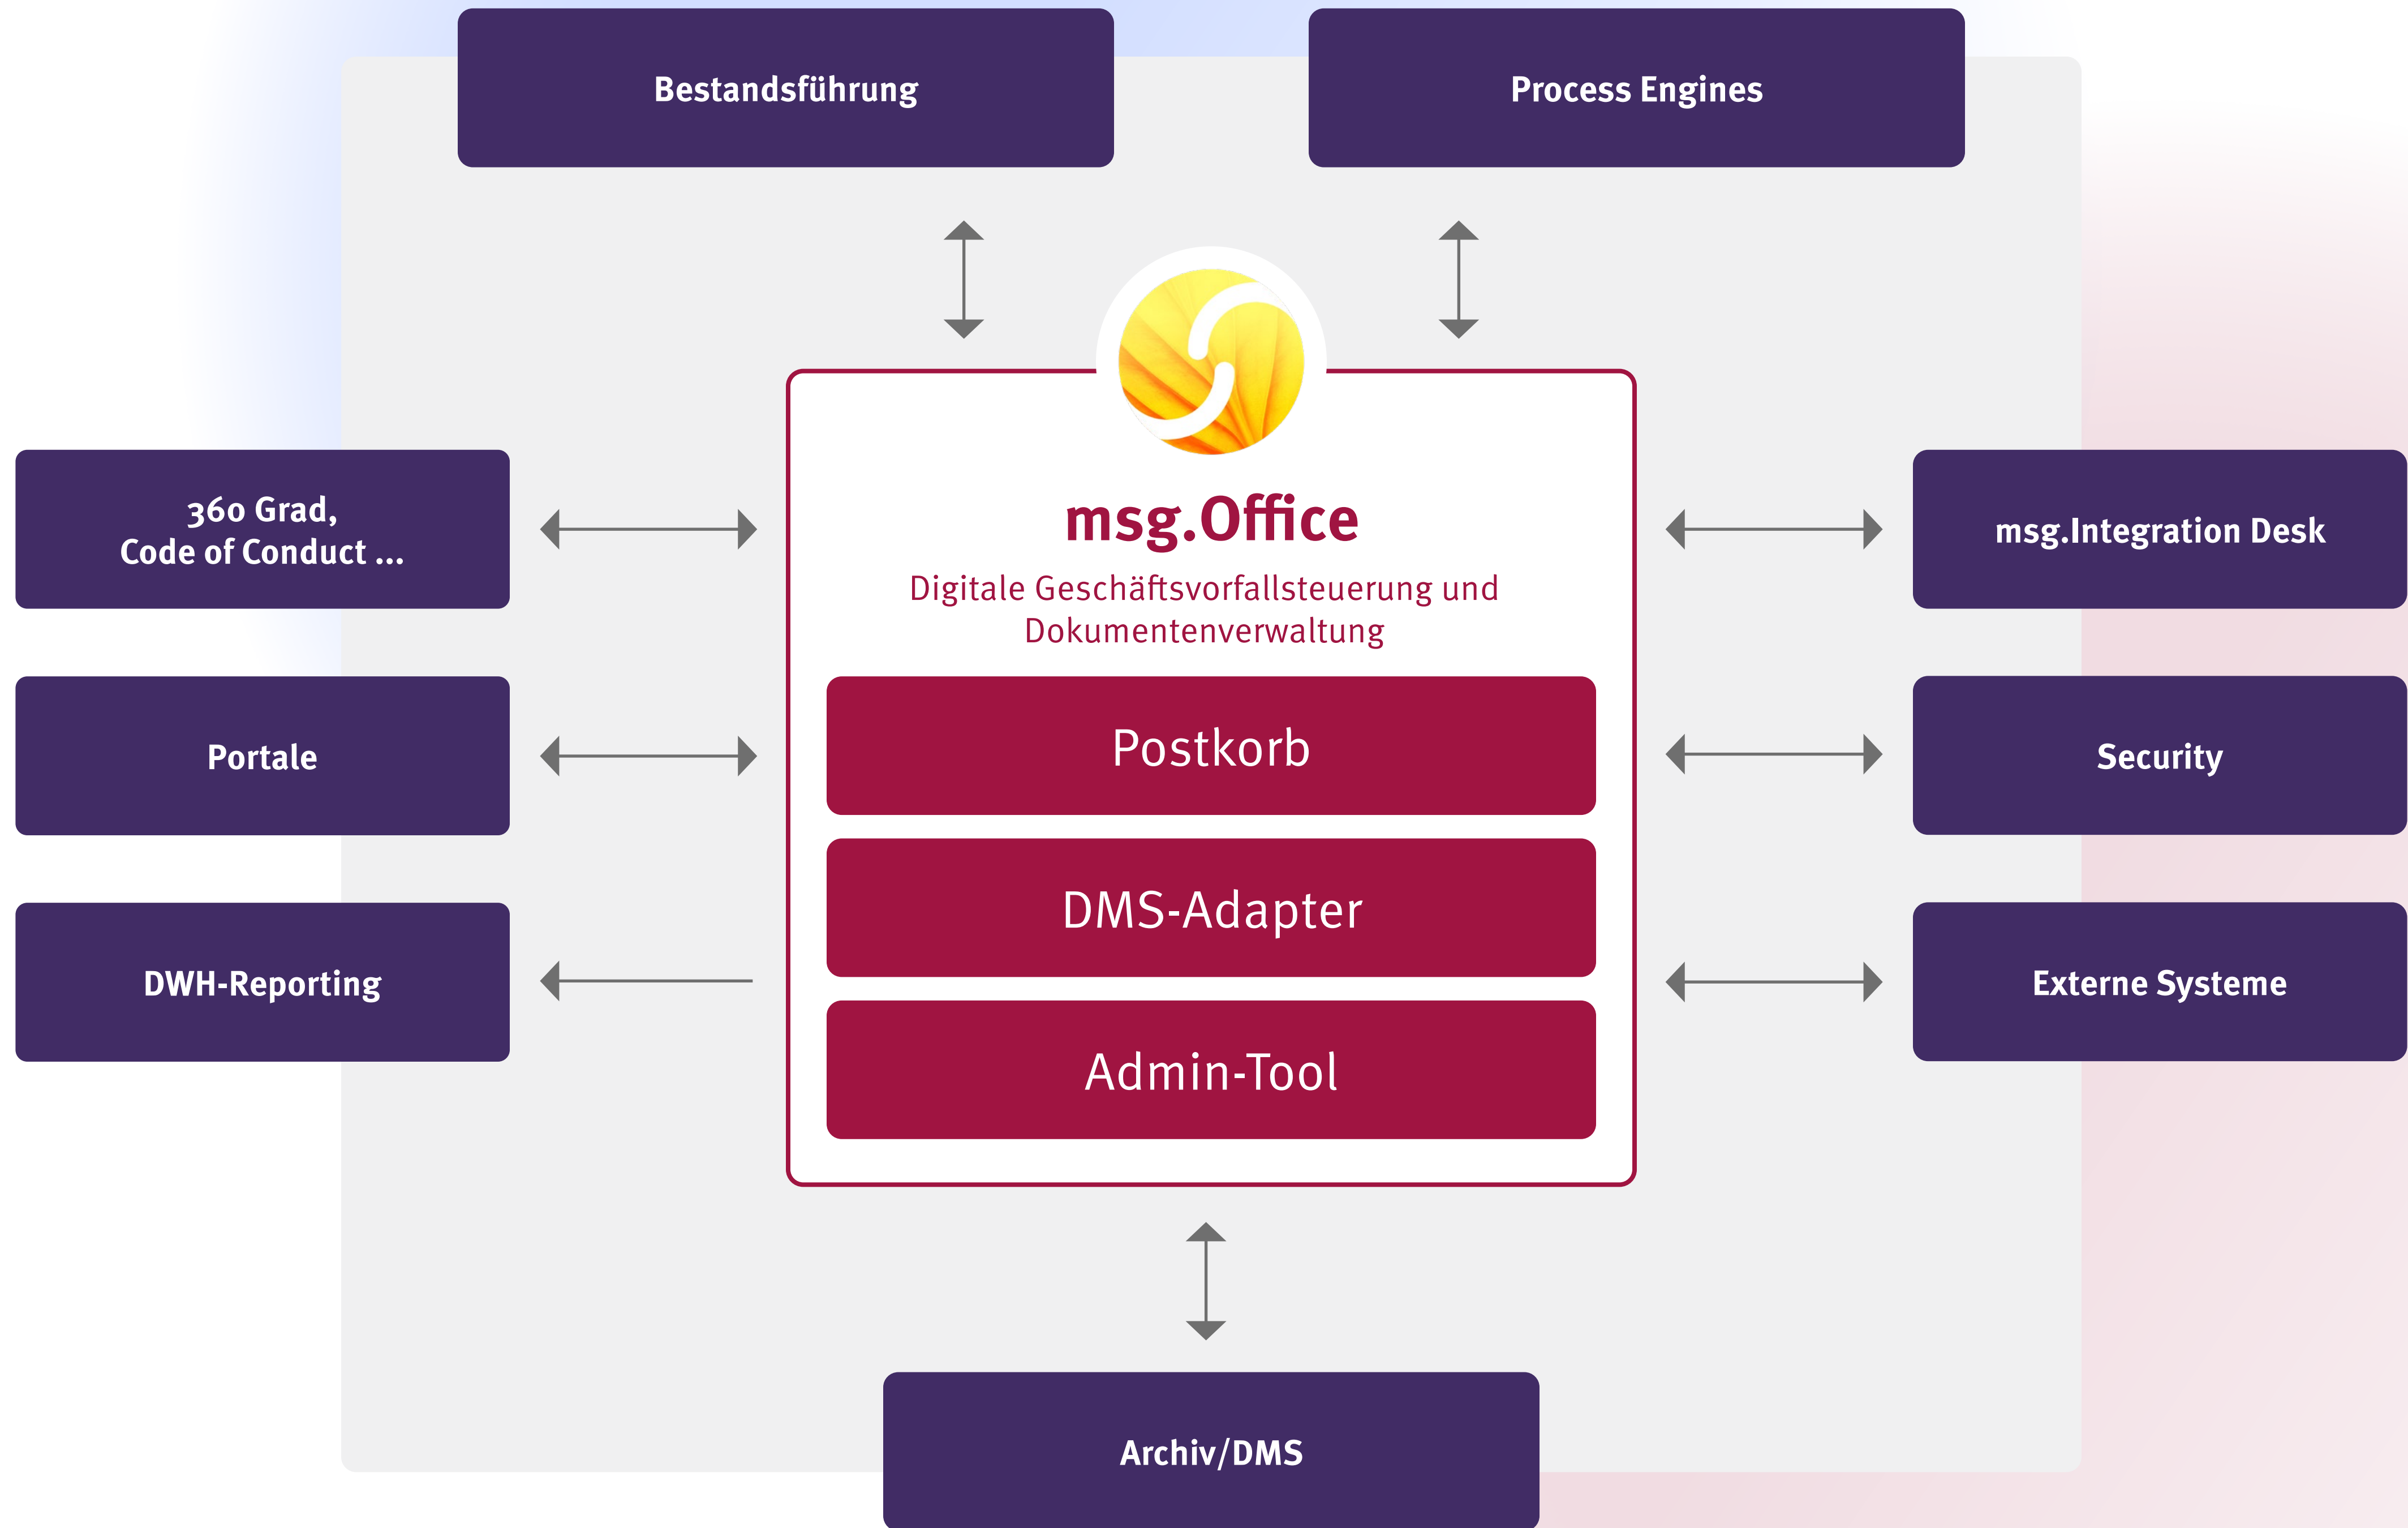 Bestandsführung
Process Engines
msg.Office
Digitale Geschäftsvorfallsteuerung und
Dokumentenverwaltung
Postkorb
DMS-Adapter
Admin-Tool
360 Grad,
Code of Conduct ...
Portale
DWH-Reporting
msg.Integration Desk
Security
Externe Systeme
Archiv/DMS